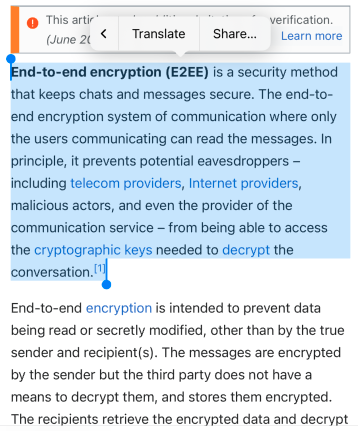 This artic
verification.
(June 20
Learn more
Translate
Share...
End-to-end encryption (E2EE) is a security method
that keeps chats and messages secure. The end-to-
end encryption system of communication where only
the users communicating can read the messages. In
principle, it prevents potential eavesdroppers –
including telecom providers, Internet providers,
malicious actors, and even the provider of the
communication service – from being able to access
the cryptographic keys needed to decrypt the
conversation.[1]
End-to-end encryption is intended to prevent data
being read or secretly modified, other than by the true
sender and recipient(s). The messages are encrypted
by the sender but the third party does not have a
means to decrypt them, and stores them encrypted.
The recipients retrieve the encrypted data and decrypt